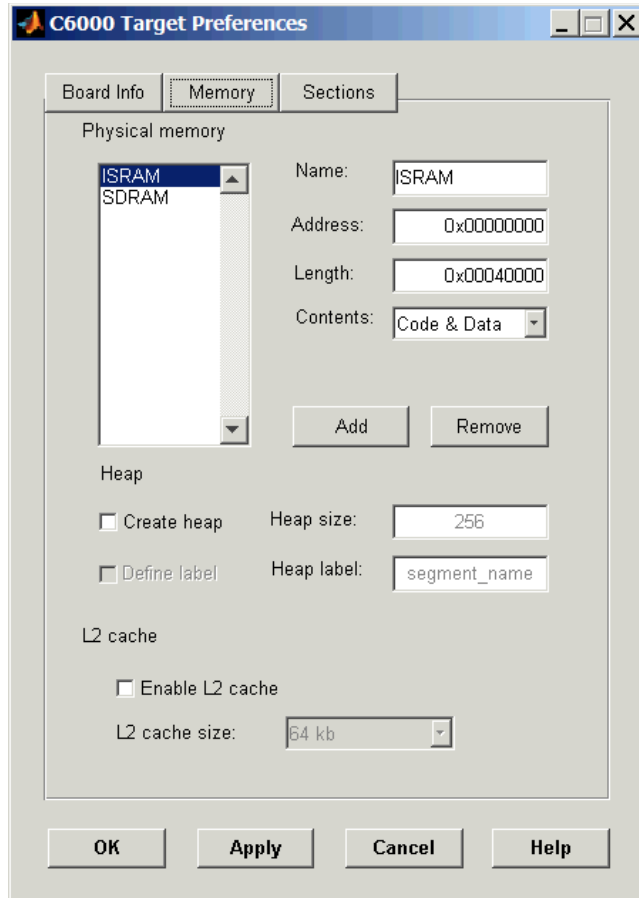 C6000 Target Preferences
Board Info Memory Sections
Physical memory
ISRAM
SDRAM
Name: ISRAM
Address: 0x00000000
Length: 0x00040000
Contents: Code & Data
Add Remove
Heap
Create heap Heap size: 256
Define label Heap label: segment_name
L2 cache
Enable L2 cache
L2 cache size: 64 kb
OK Apply Cancel Help